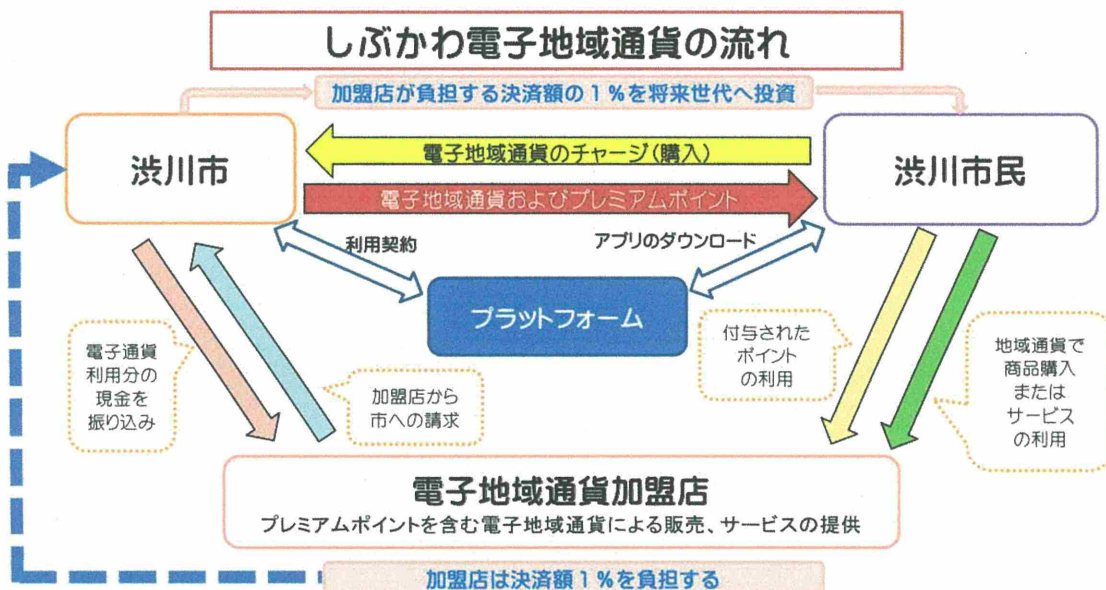 しぶかわ電子地域通貨の流れ
加盟店が負担する決済額の1%を将来世代へ投資
渋川市
電子地域通貨のチャージ(購入)
電子地域通貨およびプレミアムポイント
渋川市民
利用契約
アプリのダウンロード
プラットフォーム
電子通貨
利用分の
現金を
振り込み
加盟店から
市への請求
付与された
ポイント
の利用
地域通貨で
商品購入
または
サービス
の利用
電子地域通貨加盟店
プレミアムポイントを含む電子地域通貨による販売、サービスの提供
加盟店は決済額1%を負担する